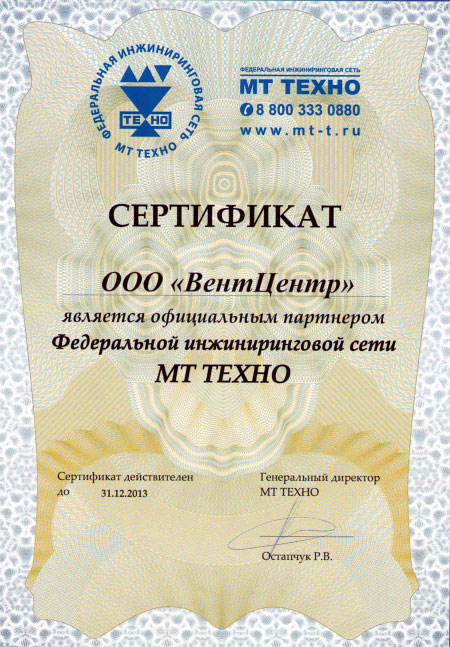 ФЕДЕРАЛЬНАЯ ИНЖИНИРИНГОВАЯ СЕТЬ
МТ ТЕХНО
ТЕХНО
ФЕДЕРАЛЬНАЯ ИНЖИНИРИНГОВАЯ СЕТЬ
МТ ТЕХНО
8 800 333 0880
www.mt-t.ru
СЕРТИФИКАТ
ООО «ВентЦентр»
является официальным партнером
Федеральной инжиниринговой сети
МТ ТЕХНО
Сертификат действителен
до 31.12.2013
Генеральный директор
МТ ТЕХНО
Остапчук Р.В.